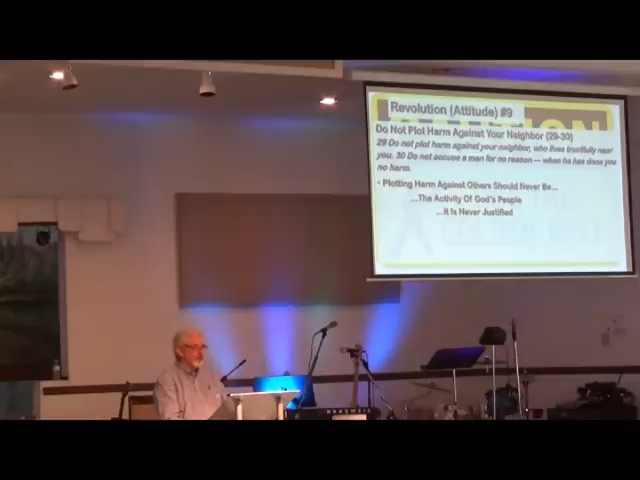 Revolution (Attitude) #9
Do Not Plot Harm Against Your Neighbor (29-30)
29 Do not plot harm against your neighbor, who lives trustfully near
you. 30 Do not accuse a man for no reason — when he has done you
no harm.
• Plotting Harm Against Others Should Never Be...
...The Activity Of God's People
...It Is Never Justified
KURZWEIL